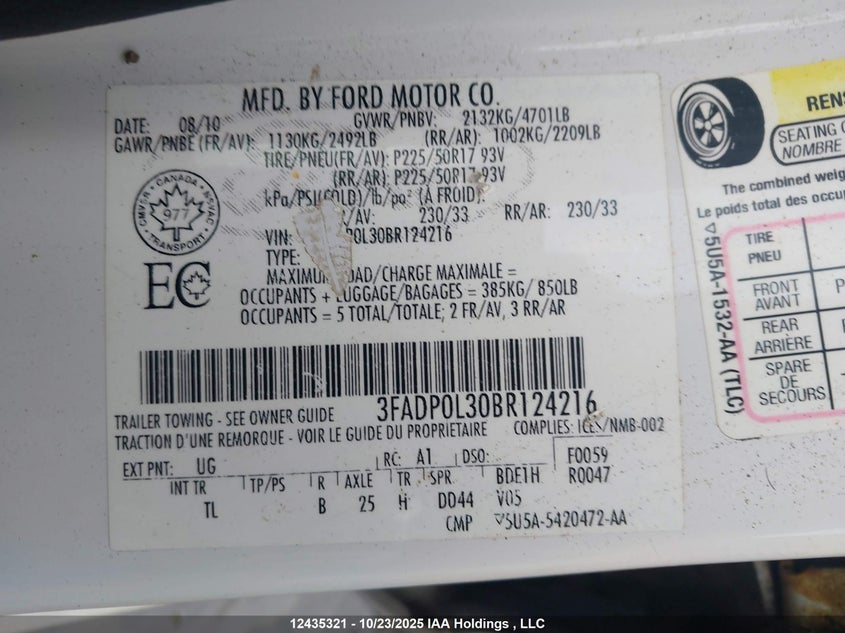 MFD. BY FORD MOTOR CO.
DATE: 08/10 GVWR/PNBV: 2132KG/4701LB
GAWR/PNBE (FR/AV): 1130KG/2492LB (RR/AR): 1002KG/2209LB
TIRE/PNEU(FR/AV): P225/50R17 93V
(RR/AR): P225/50R17 93V
kPa/PSI(COLD)/lb/po² (A FROID):
/AV: 230/33 RR/AR: 230/33
CANADA
977
TRANSPORT
VIN: P0L30BR124216
TYPE:
EC
MAXIMUM LOAD/CHARGE MAXIMALE =
OCCUPANTS + LUGGAGE/BAGAGES = 385KG/ 850LB
OCCUPANTS = 5 TOTAL/TOTALE; 2 FR/AV, 3 RR/AR
3FADP0L30BR124216
TRAILER TOWING - SEE OWNER GUIDE
TRACTION D'UNE REMORQUE - VOIR LE GUIDE DU PROPRIETAIRE
COMPLIES: ICES/NMB-002
EXT PNT: UG RC: A1 DSO: F0059
INT TR TP/PS R AXLE TR SPR BDE1H R0047
TL B 25 H DD44 V05
CMP ▽5U5A-5420472-AA
RENS
SEATING
NOMBRE
The combined weig
Le poids total des occup
▽5U5A-1532-AA (TLC)
TIRE
PNEU
FRONT
AVANT
REAR
ARRIÈRE
SPARE
DE
SECOURS
12435321 - 10/23/2025 IAA Holdings , LLC